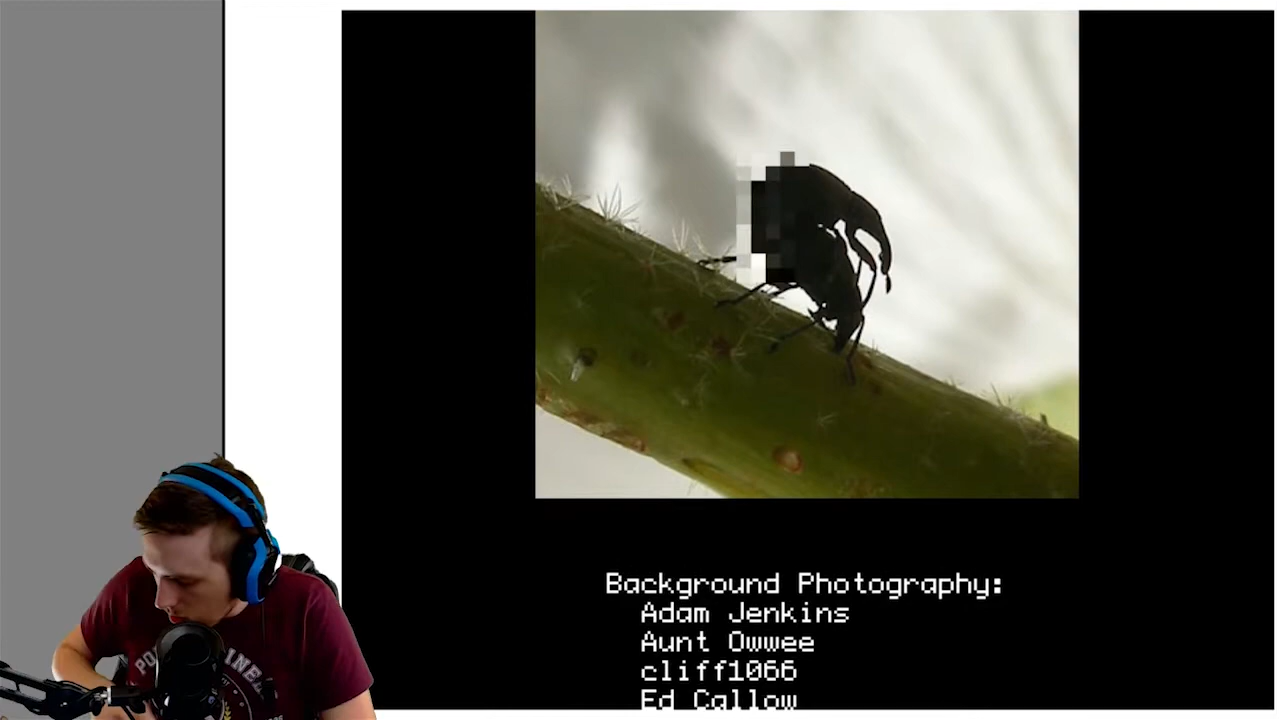 Background Photography:
Adam Jenkins
Aunt Owwee
cliff1066
Ed Callow